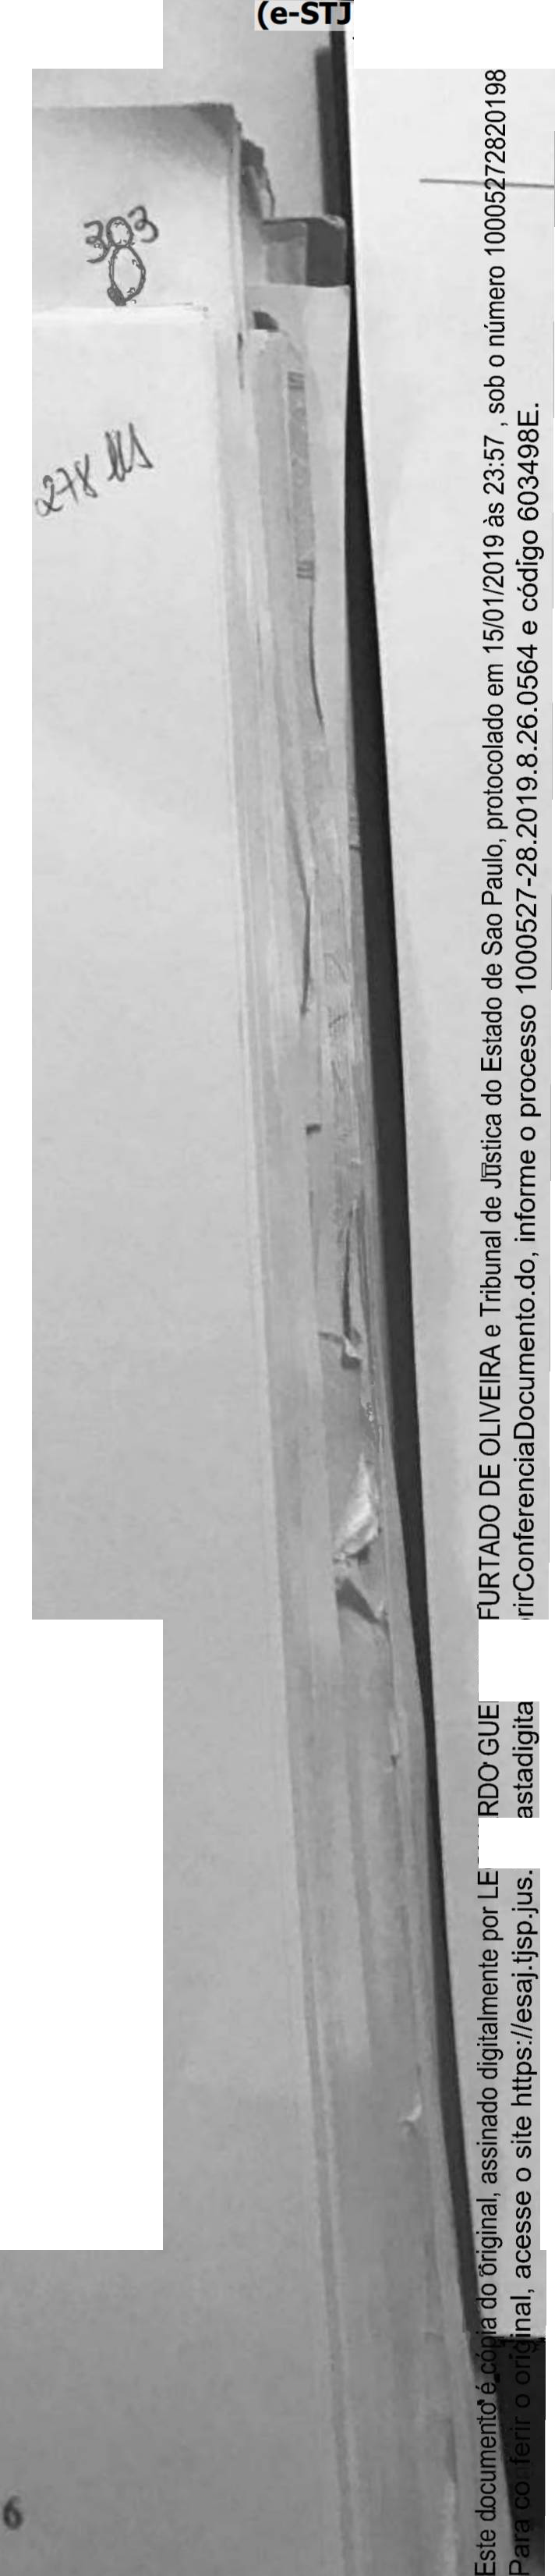 (e-STJ
303
278
6
Este documento é cópia do original, assinado digitalmente por LE RDO GUE FURTADO DE OLIVEIRA e Tribunal de Justica do Estado de Sao Paulo, protocolado em 15/01/2019 às 23:57 , sob o número 10005272820198
Para conferir o original, acesse o site https://esaj.tjsp.jus. astadigita rirConferenciaDocumento.do, informe o processo 1000527-28.2019.8.26.0564 e código 603498E.